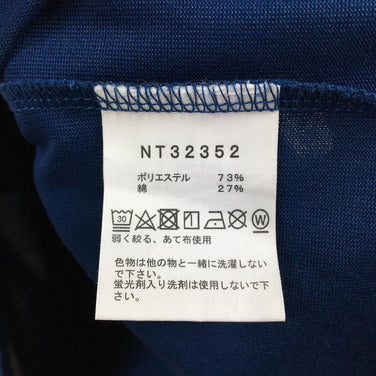 NT32352
ポリエステル 73%
綿 27%
30 W
弱く絞る、あて布使用
色物は他の物と一緒に洗濯しない
で下さい。
蛍光剤入り洗剤は使用しないで下
さい。